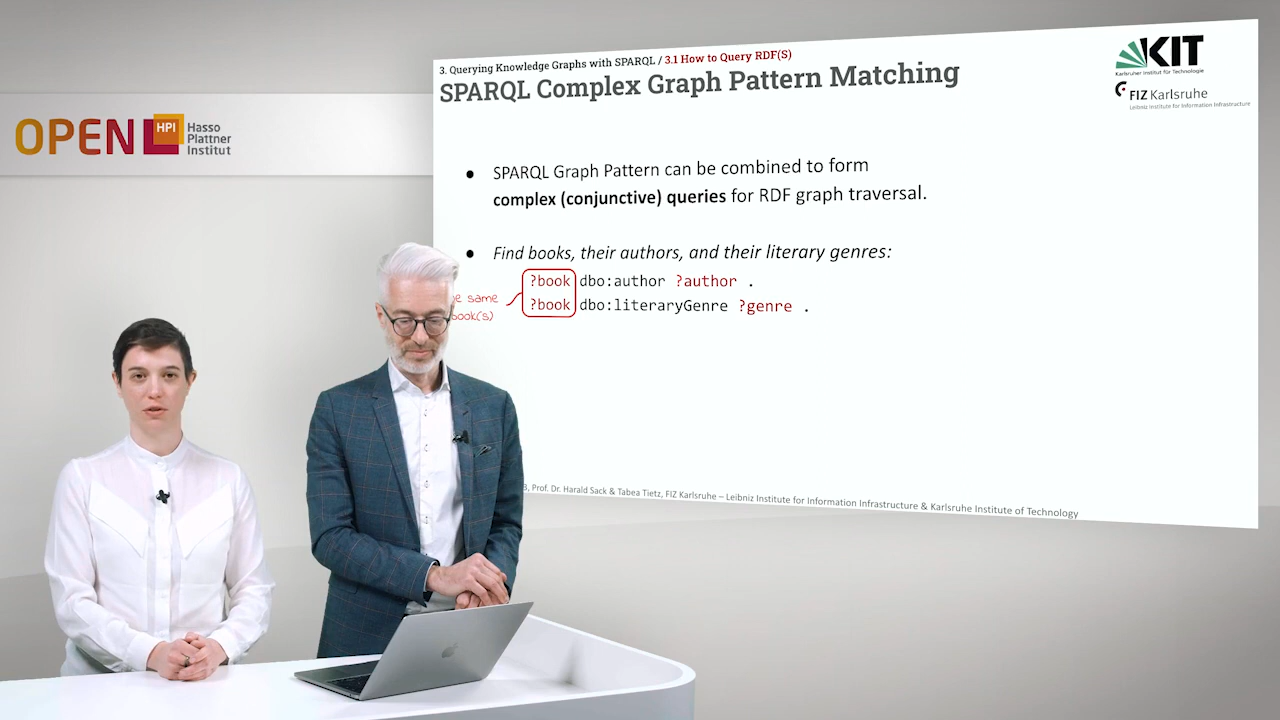 3. Querying Knowledge Graphs with SPARQL / 3.1 How to Query RDF(S)
SPARQL Complex Graph Pattern Matching
KIT
Karlsruher Institut für Technologie
FIZ Karlsruhe
Leibniz Institute for Information Infrastructure
OPEN HPI
Hasso
Plattner
Institut
● SPARQL Graph Pattern can be combined to form
complex (conjunctive) queries for RDF graph traversal.
● Find books, their authors, and their literary genres:
?book dbo:author ?author .
?book dbo:literaryGenre ?genre .
same
book(s)
Prof. Dr. Harald Sack & Tabea Tietz, FIZ Karlsruhe – Leibniz Institute for Information Infrastructure & Karlsruhe Institute of Technology